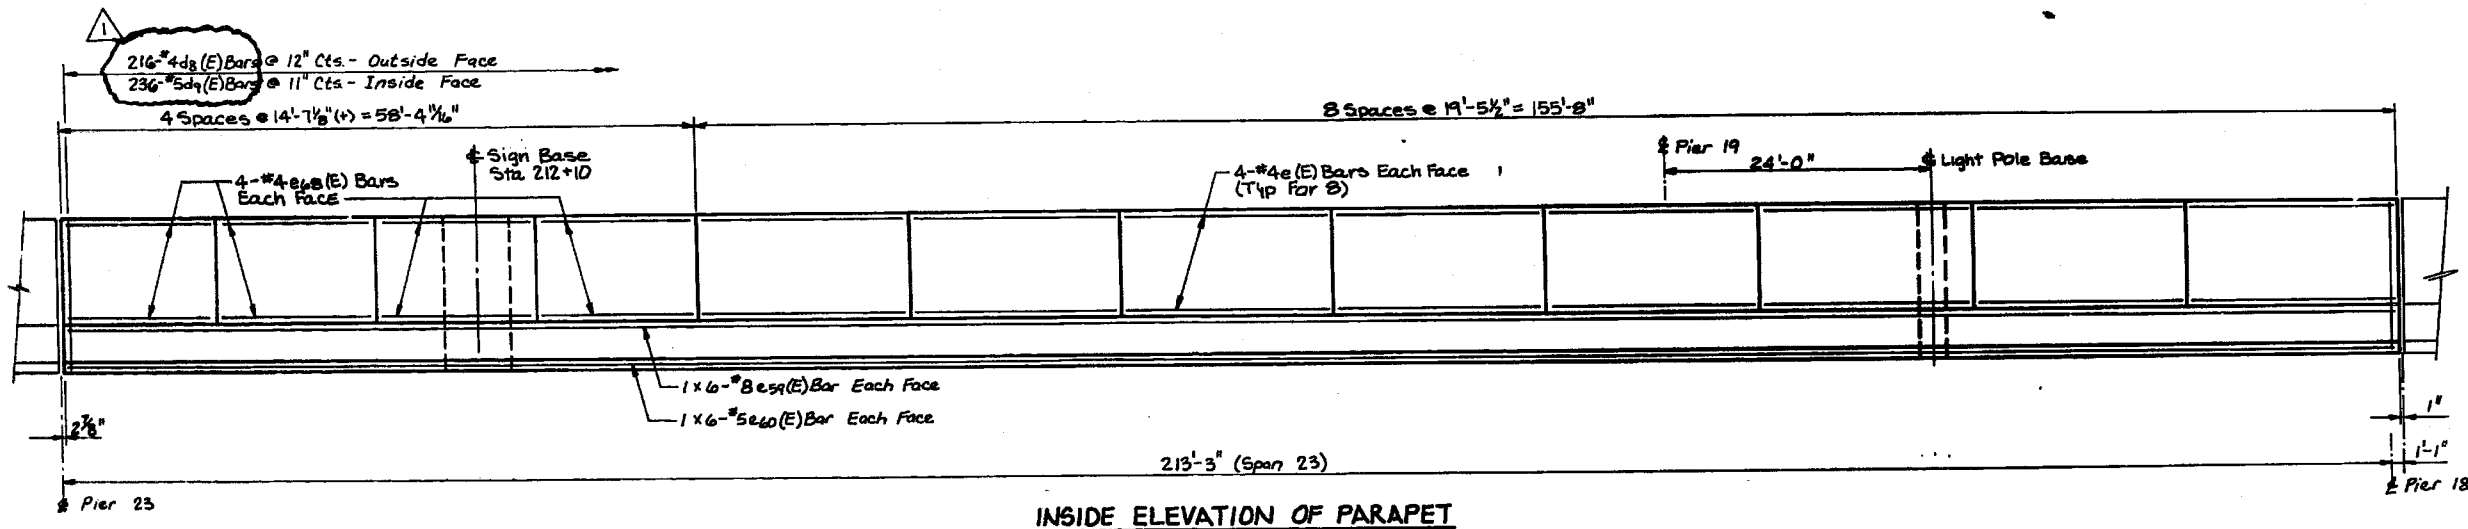 1
216-#4d8(E)Bars @ 12" Cts.- Outside Face
236-#5d9(E)Bars @ 11" Cts- Inside Face
4 Spaces @ 14'-7⅛"(+) = 58'-4 11/16"
8 Spaces @ 19'-5½" = 155'-8"
℄ Sign Base
Sta 212+10
℄ Pier 19
24'-0"
℄ Light Pole Base
4-#4e68(E) Bars
Each Face
4-#4e(E) Bars Each Face
(Typ For 8)
1 x 6-#8e59(E)Bar Each Face
1 x 6-#5e60(E)Bar Each Face
2⅞"
1"
213'-3" (Span 23)
1'-1"
℄ Pier 23
℄ Pier 18
INSIDE ELEVATION OF PARAPET